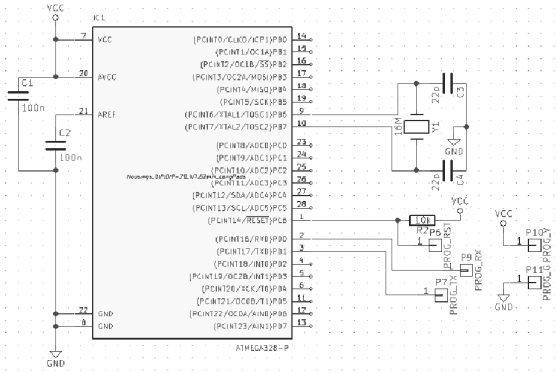 VCC
IC1
7 VCC
20 AVCC
21 AREF
22 GND
8 GND
C1
100n
C2
100n
GND
(PCINT0/CLKO/ICP1)PB0 14
(PCINT1/OC1A)PB1 15
(PCINT2/OC1B/SS)PB2 16
(PCINT3/OC2A/MOSI)PB3 17
(PCINT4/MISO)PB4 18
(PCINT5/SCK)PB5 19
(PCINT6/XTAL1/TOSC1)PB6 9
(PCINT7/XTAL2/TOSC2)PB7 10
(PCINT8/ADC0)PC0 23
(PCINT9/ADC1)PC1 24
(PCINT10/ADC2)PC2 25
(PCINT11/ADC3)PC3 26
(PCINT12/SDA/ADC4)PC4 27
(PCINT13/SCL/ADC5)PC5 28
(PCINT14/RESET)PC6 1
(PCINT16/RXD)PD0 2
(PCINT17/TXD)PD1 3
(PCINT18/INT0)PD2 4
(PCINT19/OC2B/INT1)PD3 5
(PCINT20/XCK/T0)PD4 6
(PCINT21/OC0B/T1)PD5 11
(PCINT22/OC0A/AIN0)PD6 12
(PCINT23/AIN1)PD7 13
ATMEGA328-P
16M
Y1
22p
C3
22p
C4
GND
VCC
10k
R2
P6
1
PROG_RST
P9
1
PROG_RX
P7
1
PROG_TX
VCC
P10
1
PROG_V
P11
1
PROG_G
GND